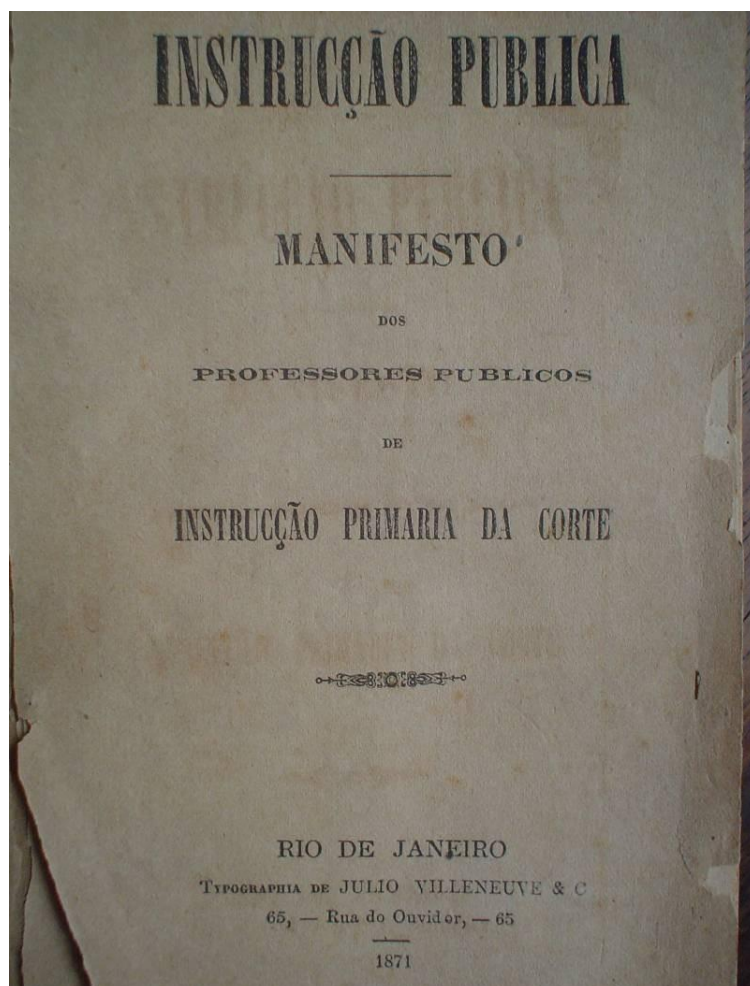 INSTRUCÇÃO PUBLICA
MANIFESTO
DOS
PROFESSORES PUBLICOS
DE
INSTRUCÇÃO PRIMARIA DA CORTE
RIO DE JANEIRO
TYPOGRAPHIA DE JULIO VILLENEUVE & C
65, — Rua do Ouvidor, — 65
1871